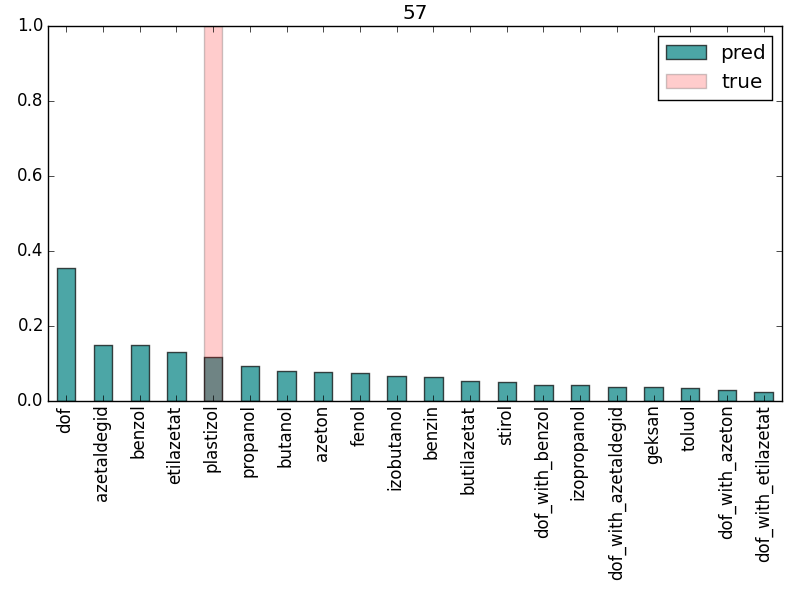 57
1.0
0.8
0.6
0.4
0.2
0.0
pred
true
dof
azetaldegid
benzol
etilazetat
plastizol
propanol
butanol
azeton
fenol
izobutanol
benzin
butilazetat
stirol
dof_with_benzol
izopropanol
dof_with_azetaldegid
geksan
toluol
dof_with_azeton
dof_with_etilazetat